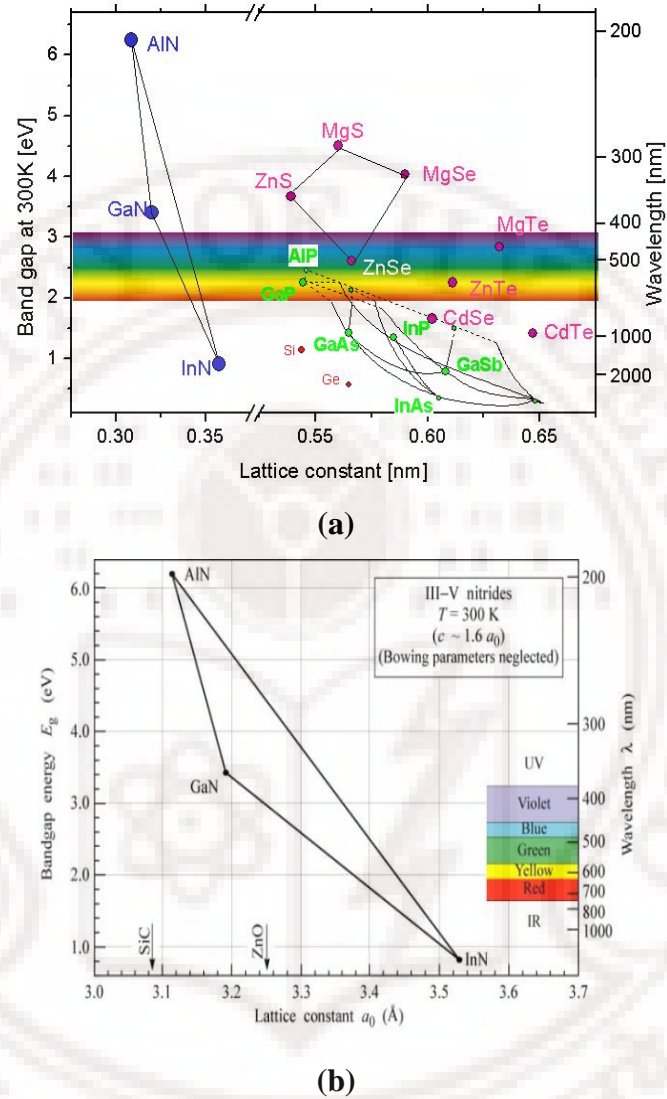 Band gap at 300K [eV]
6
5
4
3
2
1
AlN
GaN
InN
MgS
ZnS
MgSe
MgTe
AlP
ZnSe
GaP
ZnTe
CdSe
InP
CdTe
GaAs
Si
GaSb
Ge
InAs
200
300
400
500
1000
2000
Wavelength [nm]
0.30 0.35 0.55 0.60 0.65
Lattice constant [nm]
(a)
Bandgap energy Eg (eV)
6.0
5.0
4.0
3.0
2.0
1.0
AlN
GaN
InN
SiC
ZnO
III–V nitrides
T = 300 K
(c ~ 1.6 a0)
(Bowing parameters neglected)
UV
Violet
Blue
Green
Yellow
Red
IR
200
300
400
500
600
700
800
1000
Wavelength λ (nm)
3.0 3.1 3.2 3.3 3.4 3.5 3.6 3.7
Lattice constant a0 (Å)
(b)